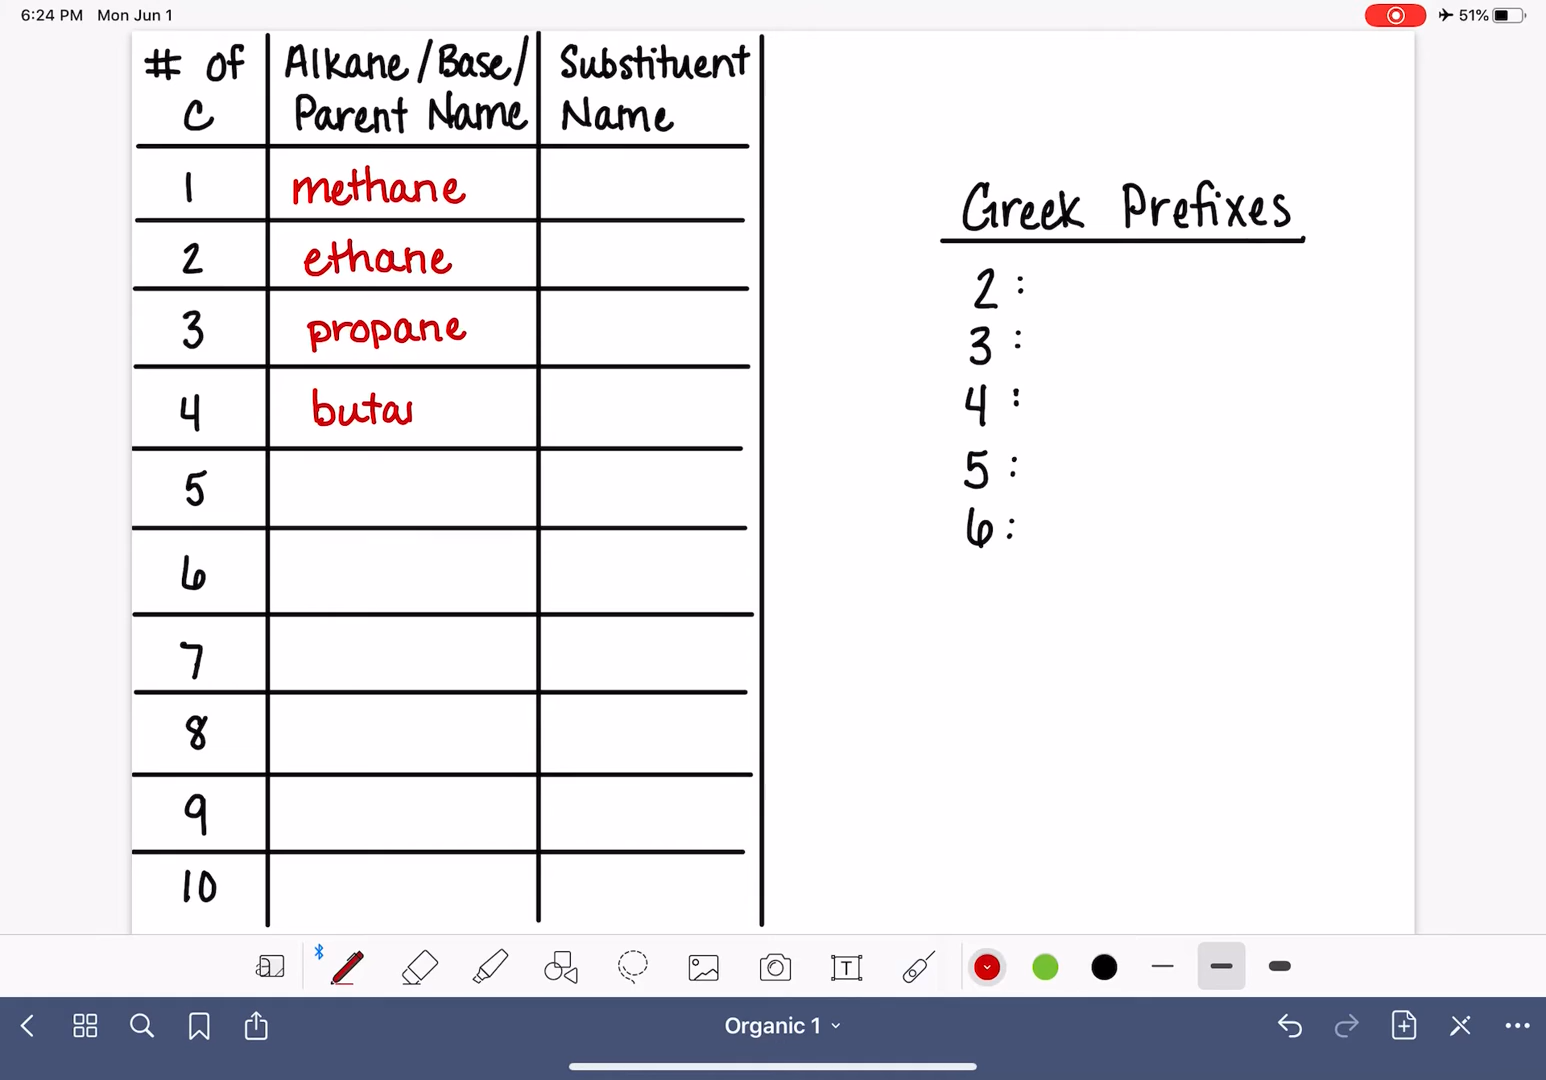 6:24 PM Mon Jun 1
51%
# of C
Alkane/Base/
Parent Name
Substituent
Name
1 methane
2 ethane
3 propane
4 butan
5
6
7
8
9
10
Greek Prefixes
2:
3:
4:
5:
6:
T
Organic 1